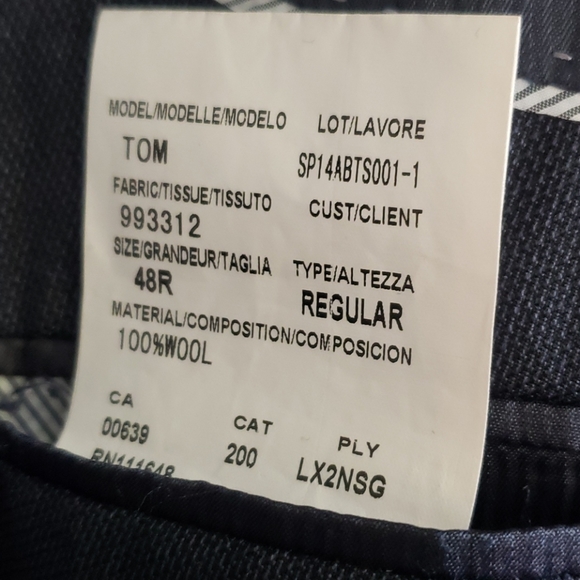 MODEL/MODELLE/MODELO LOT/LAVORE
TOM SP14ABTS001-1
FABRIC/TISSUE/TISSUTO CUST/CLIENT
993312
SIZE/GRANDEUR/TAGLIA TYPE/ALTEZZA
48R REGULAR
MATERIAL/COMPOSITION/COMPOSICION
100%WOOL
CA CAT PLY
00639 200 LX2NSG
RN111648